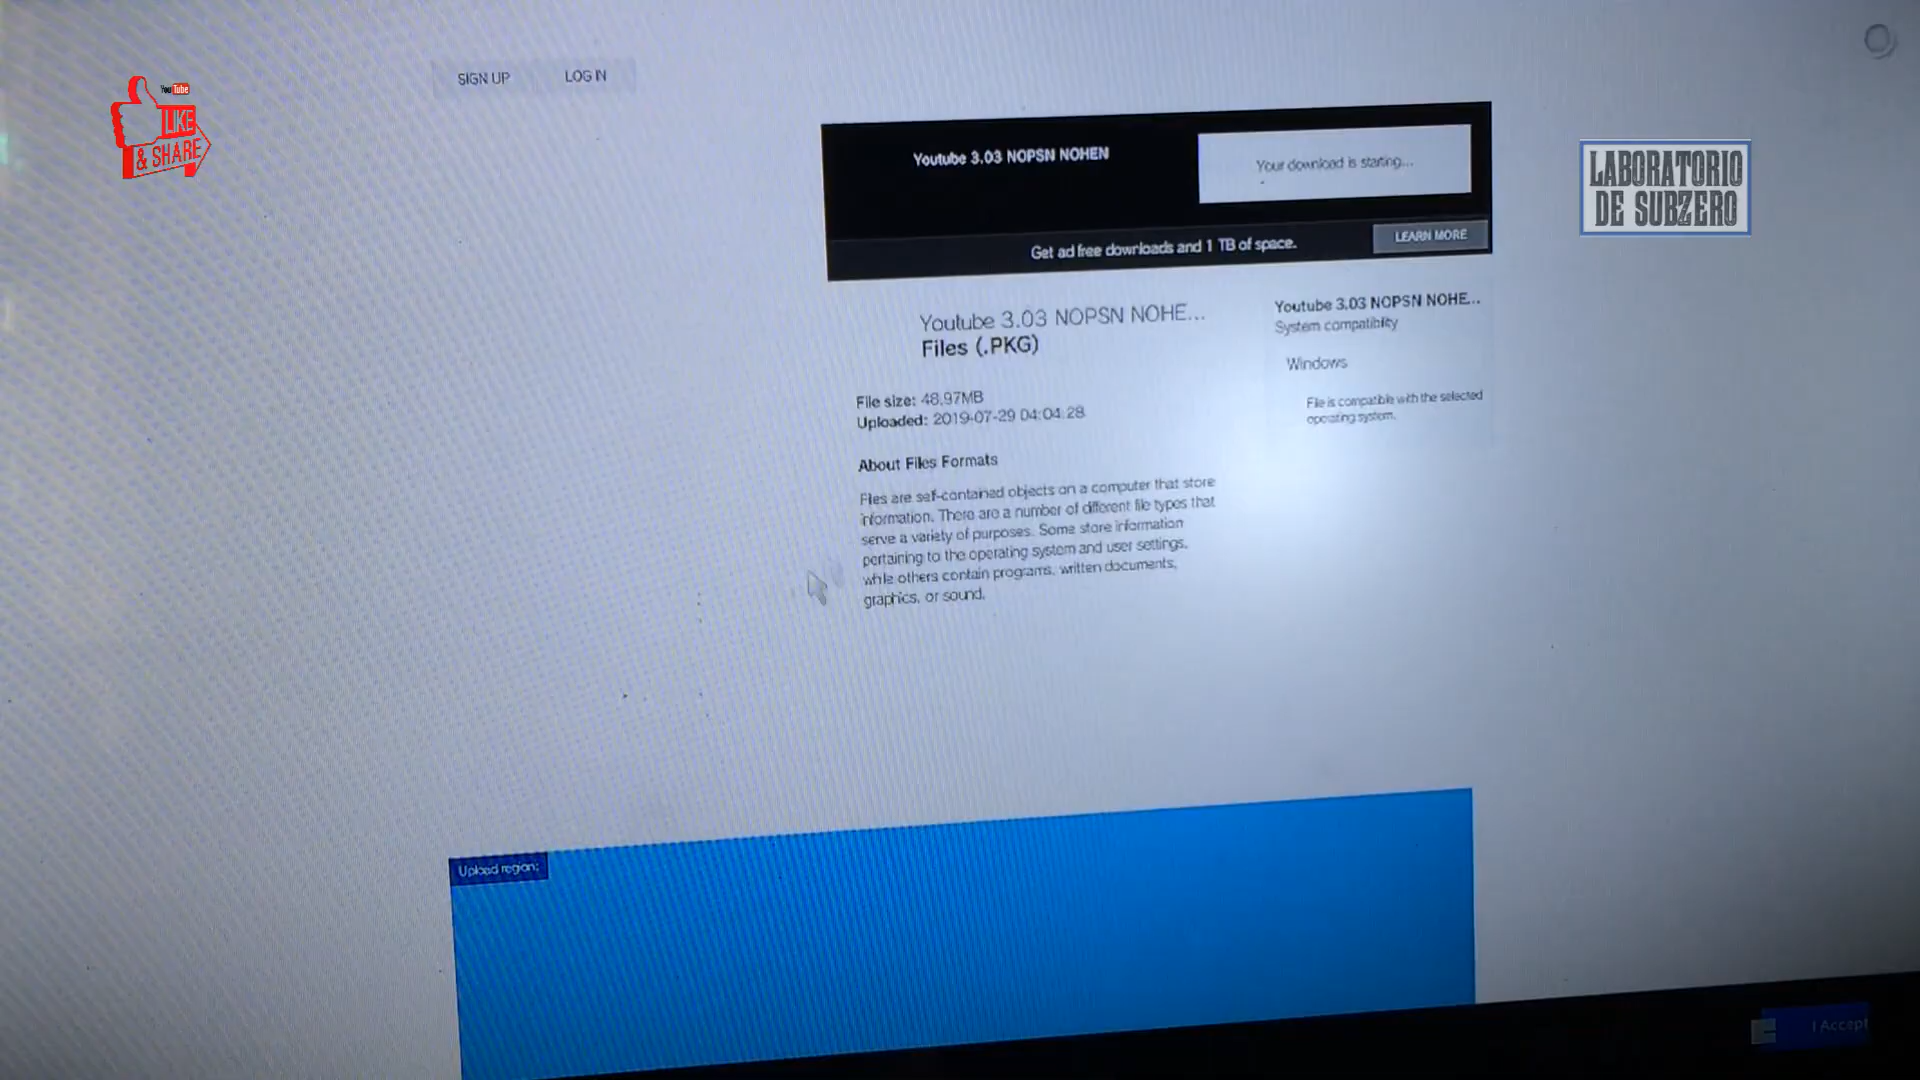 SIGN UP
LOG IN
YouTube
LIKE
& SHARE
Youtube 3.03 NOPSN NOHEN
Your download is starting...
LABORATORIO
DE SUBZERO
Get ad free downloads and 1 TB of space.
LEARN MORE
Youtube 3.03 NOPSN NOHE...
Files (.PKG)
File size: 48.97MB
Uploaded: 2019-07-29 04:04:28
Youtube 3.03 NOPSN NOHE...
System compatibility
Windows
File is compatible with the selected
operating system.
About Files Formats
Files are self-contained objects on a computer that store
information. There are a number of different file types that
serve a variety of purposes. Some store information
pertaining to the operating system and user settings,
while others contain programs, written documents,
graphics, or sound.
Upload region:
I Accept